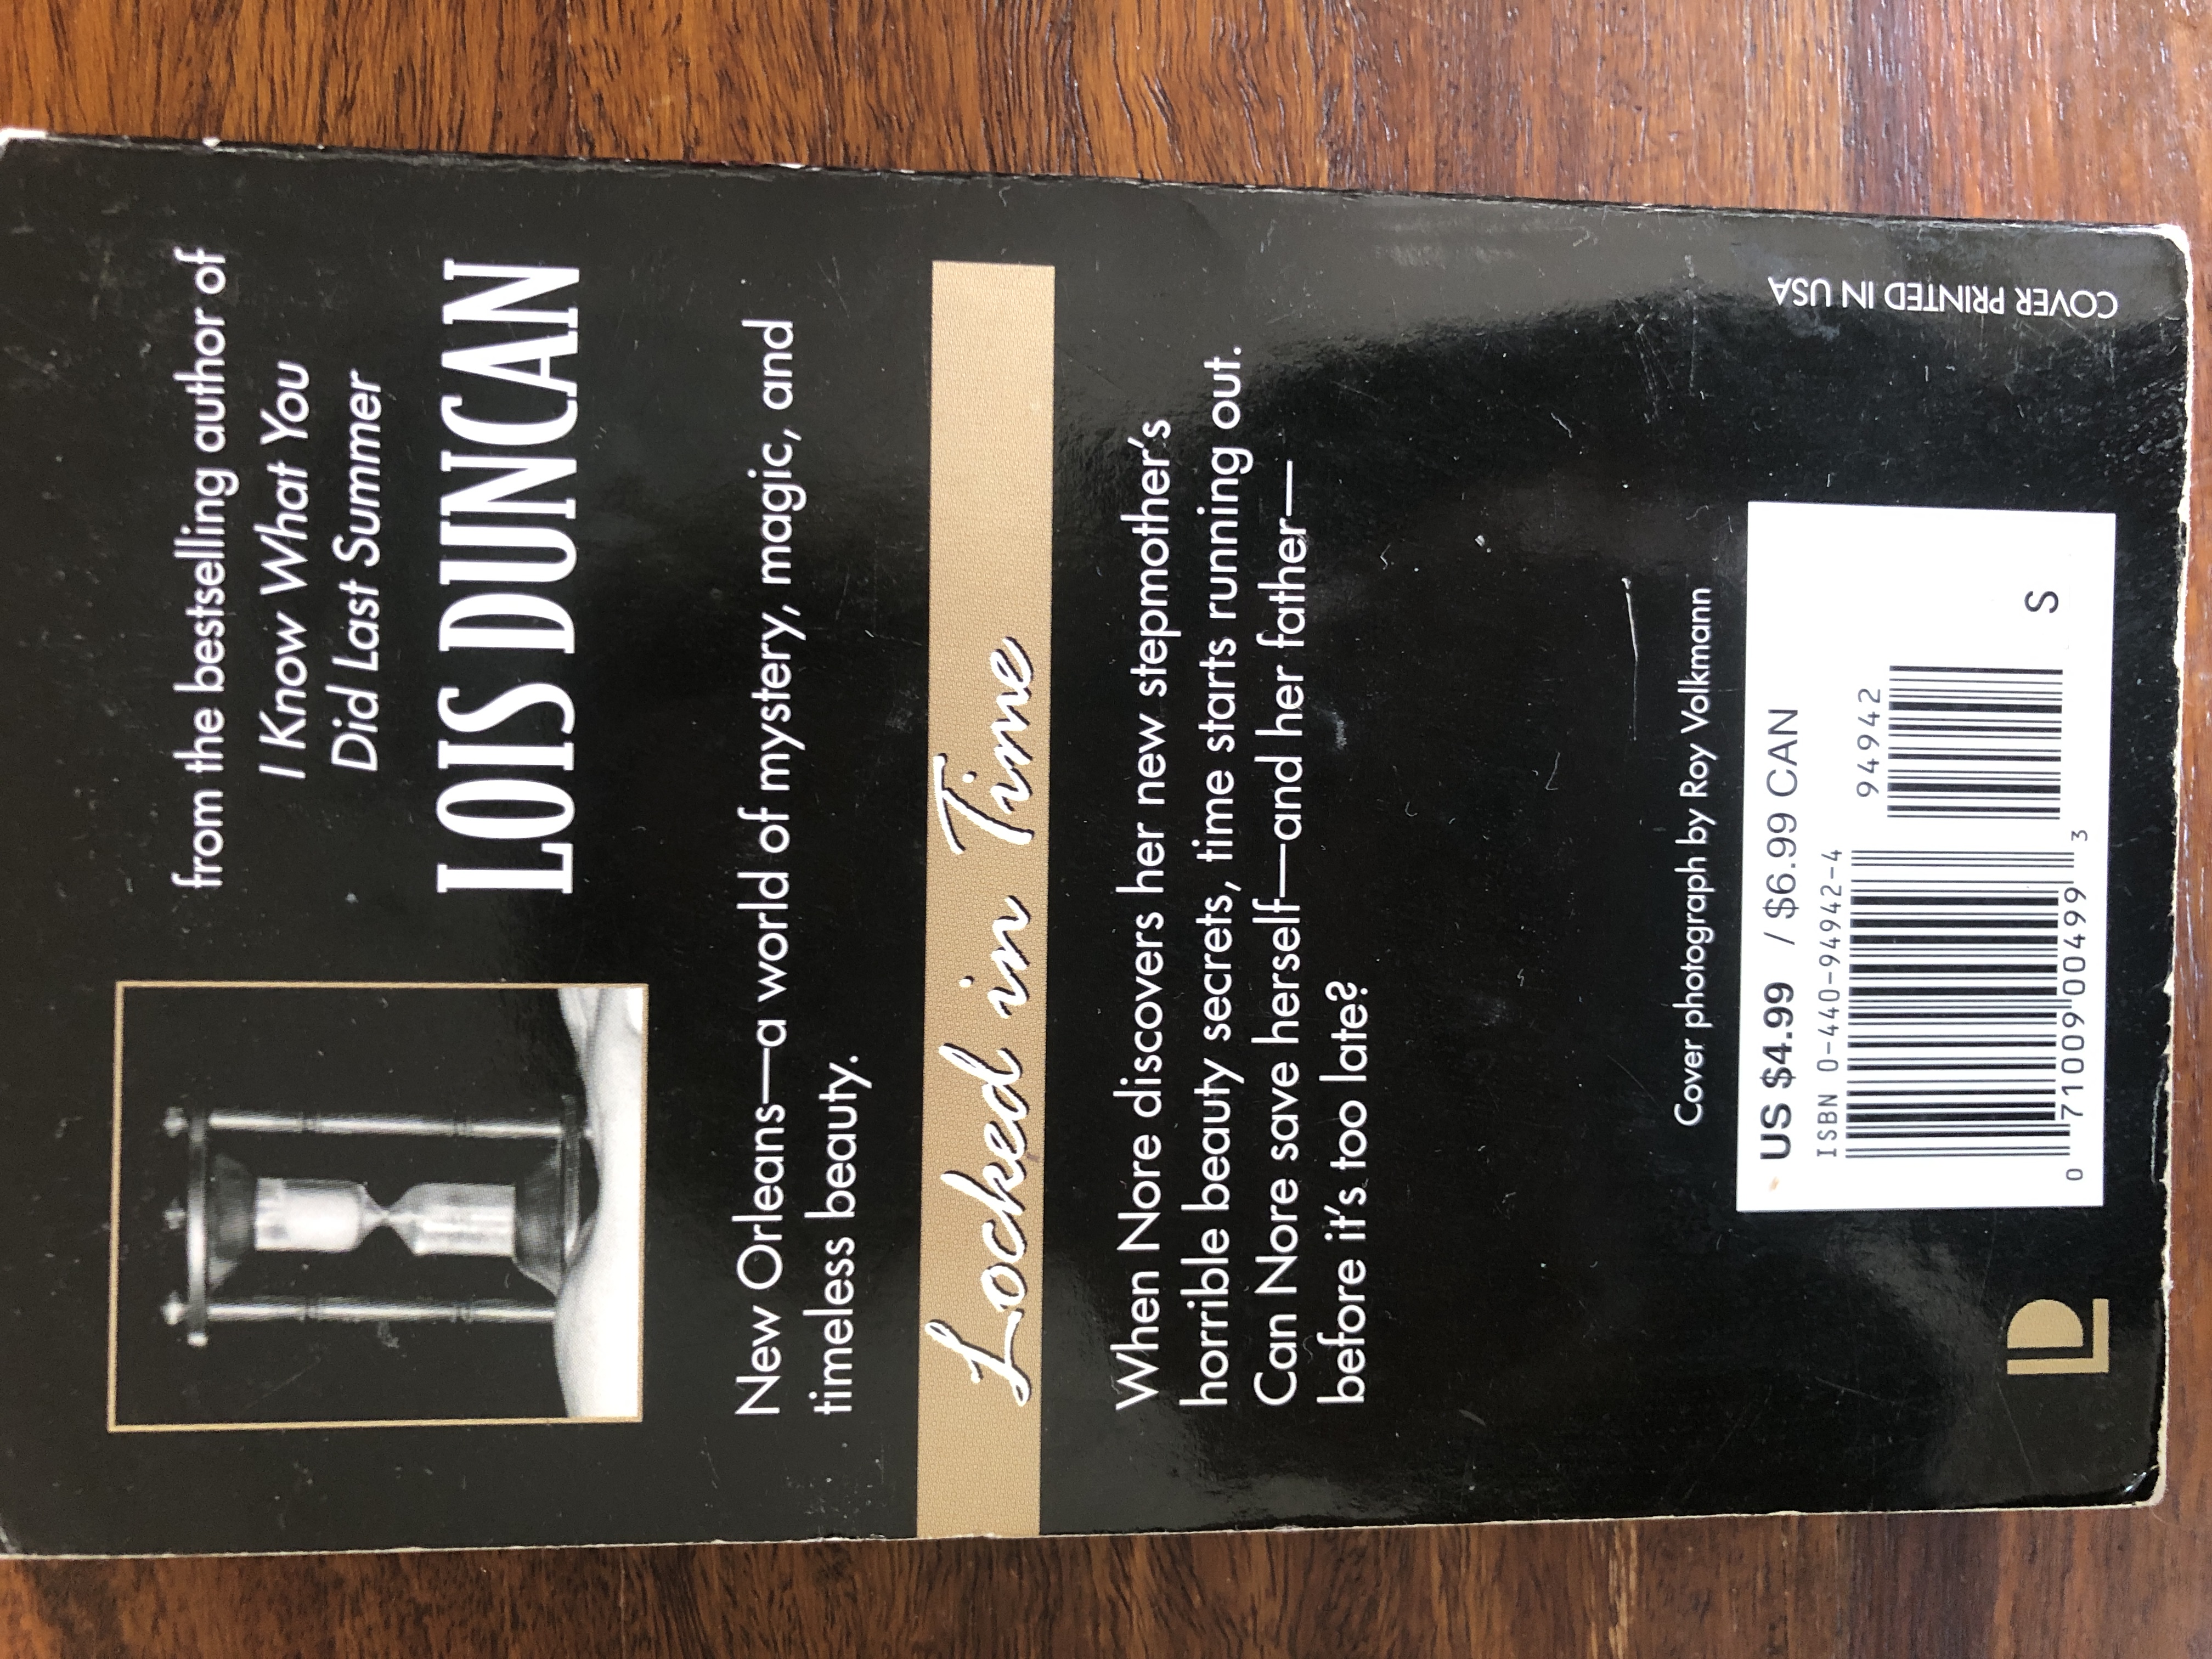 from the bestselling author of
I Know What You
Did Last Summer
LOIS DUNCAN
New Orleans—a world of mystery, magic, and
timeless beauty.
Locked in Time
When Nore discovers her new stepmother's
horrible beauty secrets, time starts running out.
Can Nore save herself—and her father—
before it's too late?
Cover photograph by Roy Volkmann
US $4.99 / $6.99 CAN
ISBN 0-440-94942-4
94942
0 71009 00499 3
S
LD
COVER PRINTED IN USA